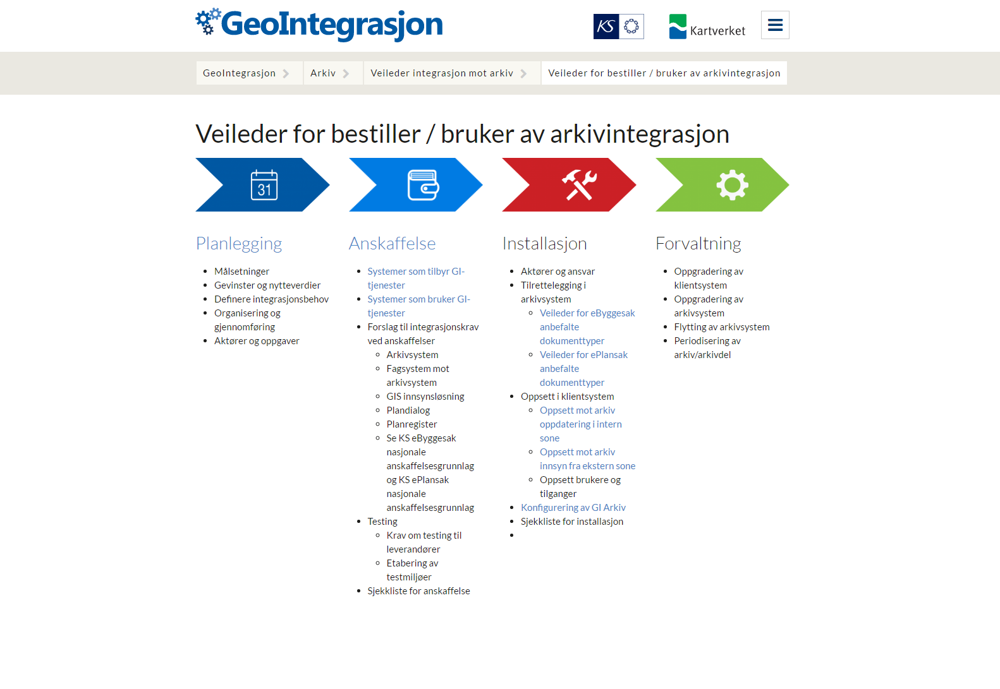 GeoIntegrasjon
KS
Kartverket
GeoIntegrasjon
Arkiv
Veileder integrasjon mot arkiv
Veileder for bestiller / bruker av arkivintegrasjon
Veileder for bestiller / bruker av arkivintegrasjon
31
Planlegging
Målsetninger
Gevinster og nytteverdier
Definere integrasjonsbehov
Organisering og
gjennomføring
Aktører og oppgaver
Anskaffelse
Systemer som tilbyr GI-
tjenester
Systemer som bruker GI-
tjenester
Forslag til integrasjonskrav
ved anskaffelser
Arkivsystem
Fagsystem mot
arkivsystem
GIS innsynsløsning
Plandialog
Planregister
Se KS eByggesak
nasjonale
anskaffelsesgrunnlag
og KS ePlansak
nasjonale
anskaffelsesgrunnlag
Testing
Krav om testing til
leverandører
Etabering av
testmiljøer
Sjekkliste for anskaffelse
Installasjon
Aktører og ansvar
Tilrettelegging i
arkivsystem
Veileder for eByggesak
anbefalte
dokumenttyper
Veileder for ePlansak
anbefalte
dokumenttyper
Oppsett i klientsystem
Oppsett mot arkiv
oppdatering i intern
sone
Oppsett mot arkiv
innsyn fra ekstern sone
Oppsett brukere og
tilganger
Konfigurering av GI Arkiv
Sjekkliste for installasjon
Forvaltning
Oppgradering av
klientsystem
Oppgradering av
arkivsystem
Flytting av arkivsystem
Periodisering av
arkiv/arkivdel